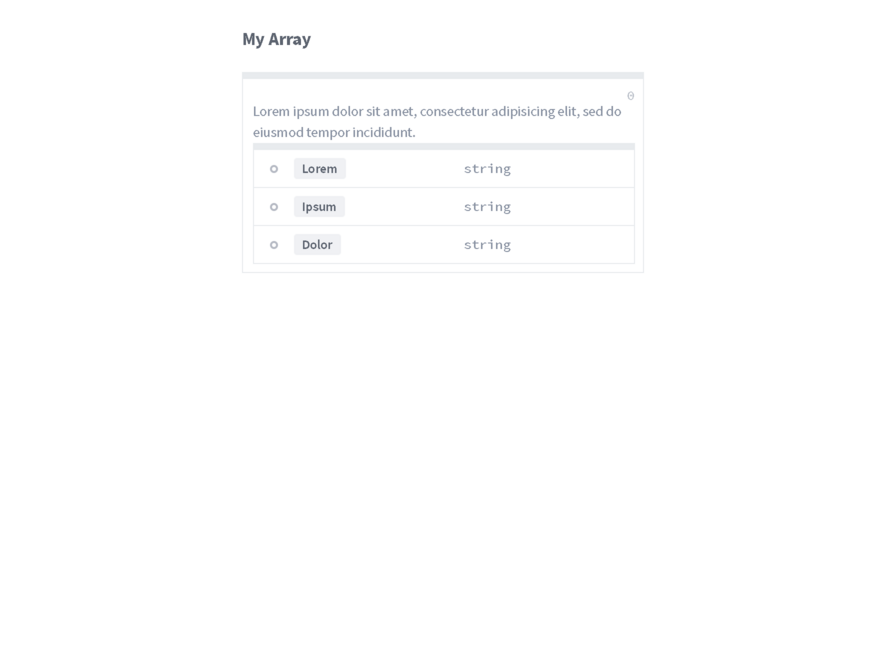 My Array
0
Lorem ipsum dolor sit amet, consectetur adipisicing elit, sed do
eiusmod tempor incididunt.
Lorem string
Ipsum string
Dolor string